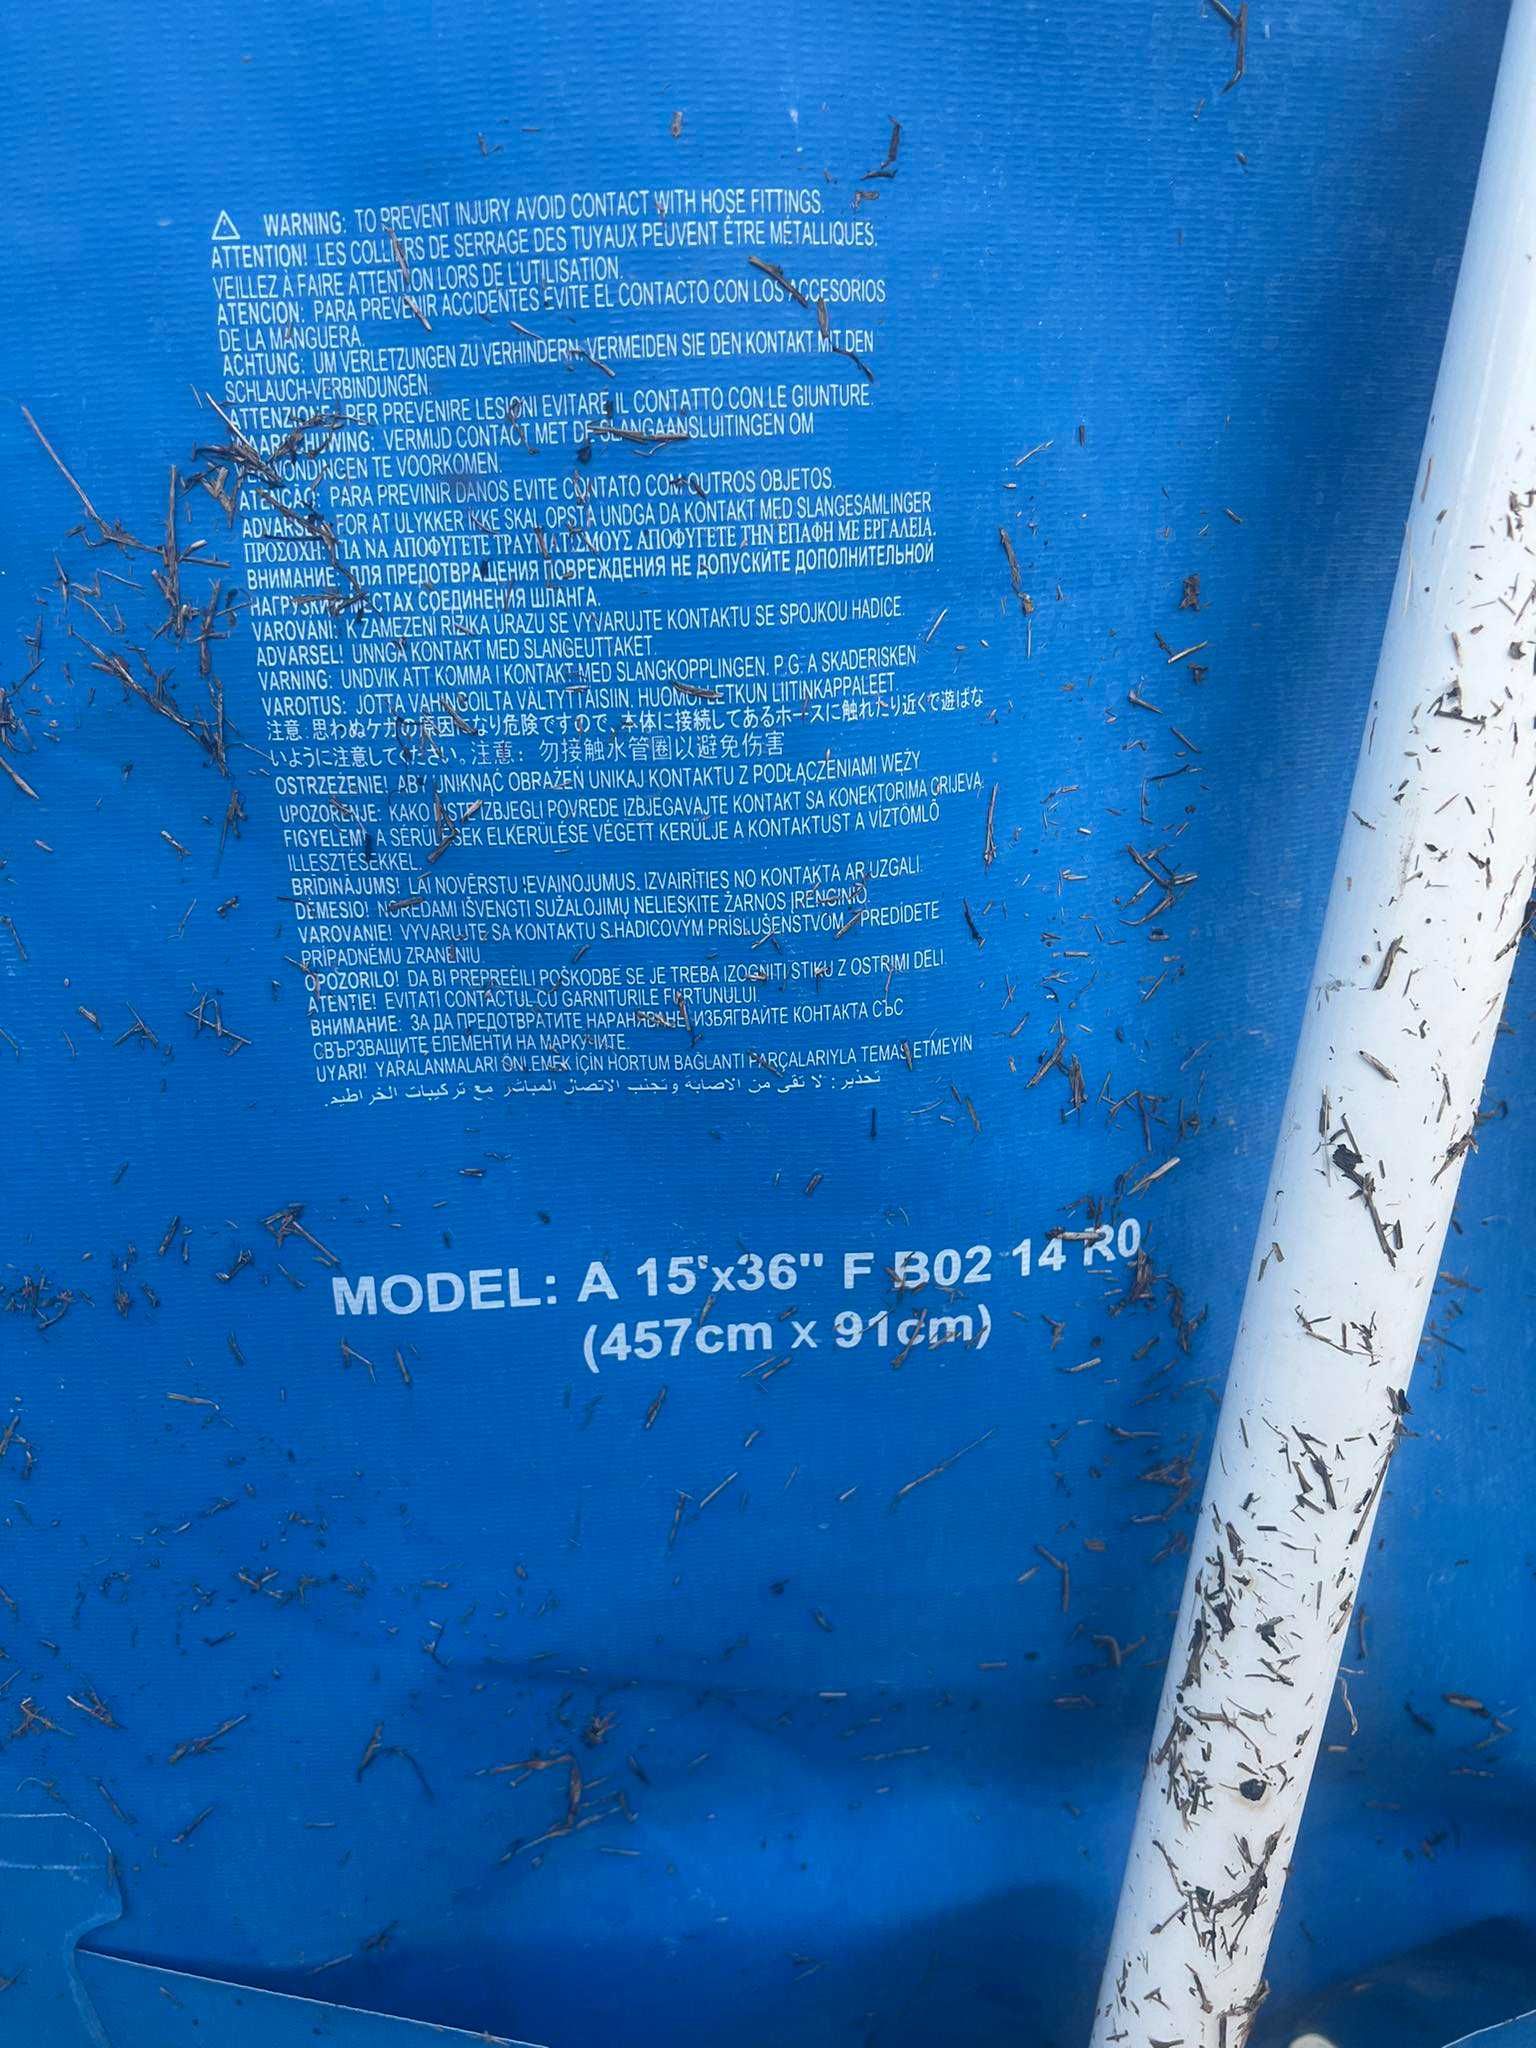 WARNING: TO PREVENT INJURY AVOID CONTACT WITH HOSE FITTINGS.
ATTENTION! LES COLLIERS DE SERRAGE DES TUYAUX PEUVENT ÊTRE MÉTALLIQUES,
VEILLEZ À FAIRE ATTENTION LORS DE L'UTILISATION.
ATENCION: PARA PREVENIR ACCIDENTES EVITE EL CONTACTO CON LOS ACCESORIOS
DE LA MANGUERA.
ACHTUNG: UM VERLETZUNGEN ZU VERHINDERN, VERMEIDEN SIE DEN KONTAKT MIT DEN
SCHLAUCH-VERBINDUNGEN.
ATTENZIONE: PER PREVENIRE LESIONI EVITARE IL CONTATTO CON LE GIUNTURE.
WAARSCHUWING: VERMIJD CONTACT MET DE SLANGAANSLUITINGEN OM
VERWONDINGEN TE VOORKOMEN.
ATENCAO: PARA PREVINIR DANOS EVITE CONTATO COM OUTROS OBJETOS.
ADVARSEL: FOR AT ULYKKER IKKE SKAL OPSTA UNDGA DA KONTAKT MED SLANGESAMLINGER
ΠΡΟΣΟΧΗ: ΓΙΑ ΝΑ ΑΠΟΦΥΓΕΤΕ ΤΡΑΥΜΑΤΙΣΜΟΥΣ ΑΠΟΦΥΓΕΤΕ ΤΗΝ ΕΠΑΦΗ ΜΕ ΕΡΓΑΛΕΙΑ.
ВНИМАНИЕ: ДЛЯ ПРЕДОТВРАЩЕНИЯ ПОВРЕЖДЕНИЯ НЕ ДОПУСКЙТЕ ДОПОЛНИТЕЛЬНОЙ
НАГРУЗКИ МЕСТАХ СОЕДИНЕНИЯ ШЛАНГА.
VAROVÁNÍ: K ZAMEZENÍ RIZIKA URAZU SE VYVARUJTE KONTAKTU SE SPOJKOU HADICE.
ADVARSEL! UNNGA KONTAKT MED SLANGEUTTAKET.
VARNING: UNDVIK ATT KOMMA I KONTAKT MED SLANGKOPPLINGEN. P.G. A SKADERISKEN
VAROITUS: JOTTA VAHINGOILTA VÄLTYTTÄISIIN, HUOMOI LETKUN LIITINKAPPALEET.
注意: 思わぬケガの原因になり危険ですので、本体に接続してあるホースに触れたり近くで遊ばな
いように注意してください。注意：勿接触水管圈以避免伤害
OSTRZEŻENIE! ABY UNIKNĄĆ OBRAŻEŃ UNIKAJ KONTAKTU Z PODŁĄCZENIAMI WĘŻY
UPOZORENJE: KAKO BISTE IZBJEGLI POVREDE IZBJEGAVAJTE KONTAKT SA KONEKTORIMA CRIJEVA.
FIGYELEM! A SÉRÜLÉSEK ELKERÜLÉSE VÉGETT KERÜLJE A KONTAKTUST A VÍZTÖMLŐ
ILLESZTÉSEKKEL.
BRĪDINĀJUMS! LAI NOVĒRSTU IEVAINOJUMUS, IZVAIRĪTIES NO KONTAKTA AR UZGALI.
DĖMESIO! NORĖDAMI IŠVENGTI SUŽALOJIMŲ NELIESKITE ŽARNOS ĮRENGINIO.
VAROVANIE! VYVARUJTE SA KONTAKTU S HADICOVÝM PRÍSLUŠENSTVOM, PREDÍDETE
PRÍPADNÉMU ZRANENIU.
OPOZORILO! DA BI PREPREÈILI POŠKODBE SE JE TREBA IZOGNITI STIKU Z OSTRIMI DELI.
ATENTIE! EVITATI CONTACTUL CU GARNITURILE FURTUNULUI.
ВНИМАНИЕ: ЗА ДА ПРЕДОТВРАТИТЕ НАРАНЯВАНЕ, ИЗБЯГВАЙТЕ КОНТАКТА СЪС
СВЪРЗВАЩИТЕ ЕЛЕМЕНТИ НА МАРКУЧИТЕ.
UYARI! YARALANMALARI ÖNLEMEK İÇİN HORTUM BAĞLANTI PARÇALARIYLA TEMAS ETMEYIN
تحذير: لا تقى من الاصابة وتجنب الاتصال المباشر مع تركيبات الخراطيم.
MODEL: A 15'x36" F B02 14 R0
(457cm x 91cm)